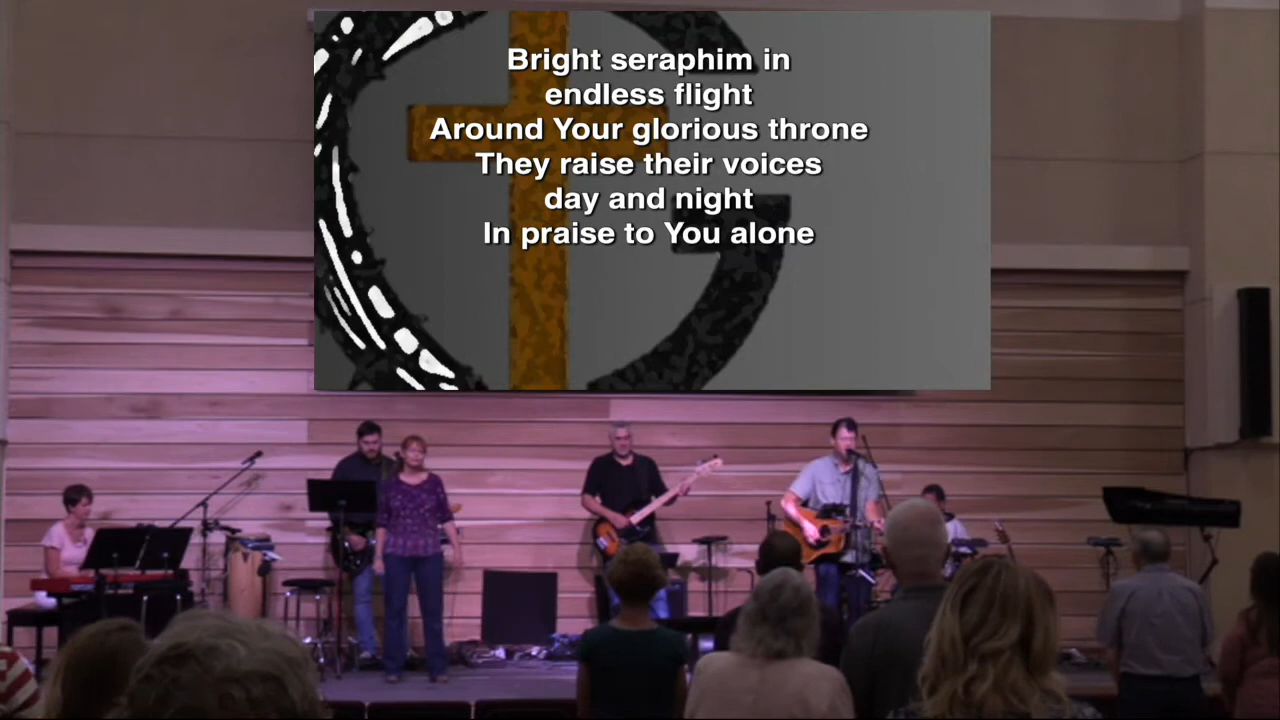 Bright seraphim in
endless flight
Around Your glorious throne
They raise their voices
day and night
In praise to You alone